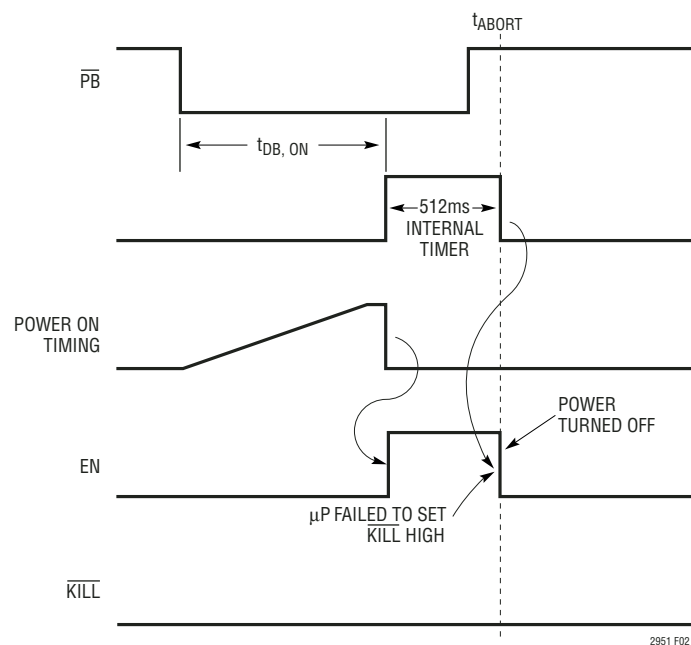 tABORT
PB
tDB, ON
512ms
INTERNAL
TIMER
POWER ON
TIMING
POWER
TURNED OFF
EN
µP FAILED TO SET
KILL HIGH
KILL
2951 F02